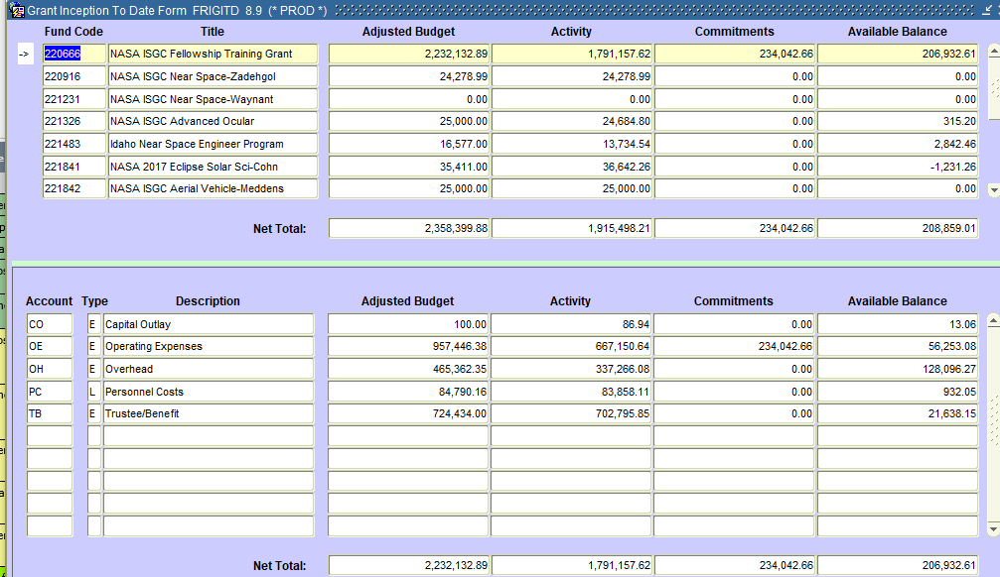 Grant Inception To Date Form FRIGITD 8.9 (* PROD *)
Fund Code Title Adjusted Budget Activity Commitments Available Balance
-> 220666 NASA ISGC Fellowship Training Grant 2,232,132.89 1,791,157.62 234,042.66 206,932.61
220916 NASA ISGC Near Space-Zadehgol 24,278.99 24,278.99 0.00 0.00
221231 NASA ISGC Near Space-Waynant 0.00 0.00 0.00 0.00
221326 NASA ISGC Advanced Ocular 25,000.00 24,684.80 0.00 315.20
221483 Idaho Near Space Engineer Program 16,577.00 13,734.54 0.00 2,842.46
221841 NASA 2017 Eclipse Solar Sci-Cohn 35,411.00 36,642.26 0.00 -1,231.26
221842 NASA ISGC Aerial Vehicle-Meddens 25,000.00 25,000.00 0.00 0.00
Net Total: 2,358,399.88 1,915,498.21 234,042.66 208,859.01
Account Type Description Adjusted Budget Activity Commitments Available Balance
CO E Capital Outlay 100.00 86.94 0.00 13.06
OE E Operating Expenses 957,446.38 667,150.64 234,042.66 56,253.08
OH E Overhead 465,362.35 337,266.08 0.00 128,096.27
PC L Personnel Costs 84,790.16 83,858.11 0.00 932.05
TB E Trustee/Benefit 724,434.00 702,795.85 0.00 21,638.15
Net Total: 2,232,132.89 1,791,157.62 234,042.66 206,932.61